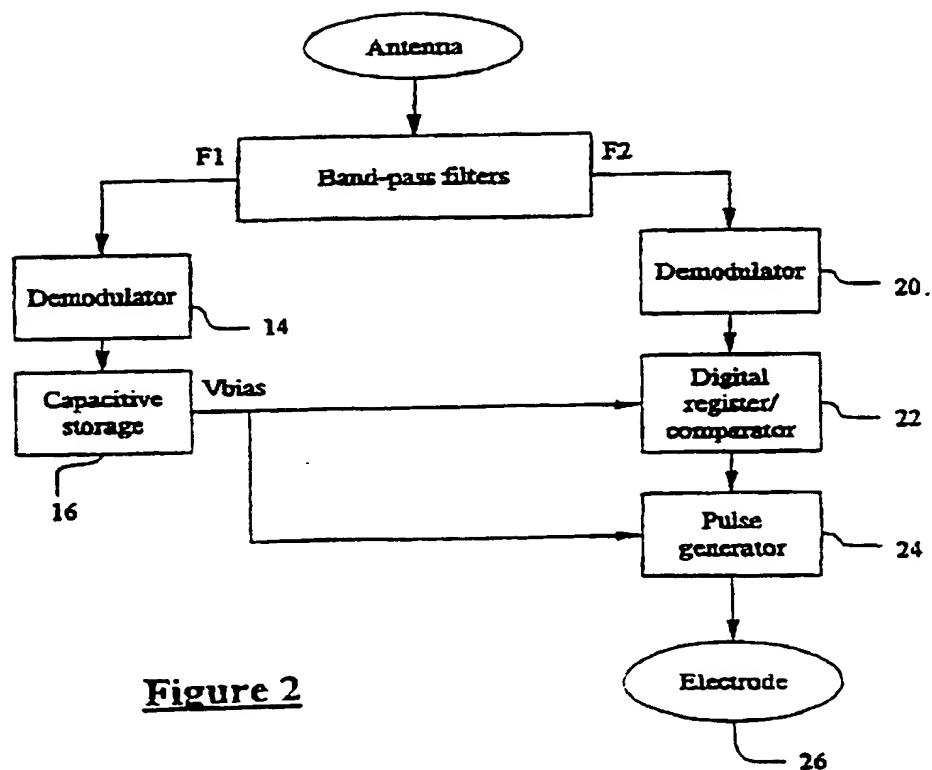 Antenna
F1
F2
Band-pass filters
Demodulator
14
Demodulator
20.
Capacitive
storage
16
Vbias
Digital
register/
comparator
22
Pulse
generator
24
Electrode
26
Figure 2